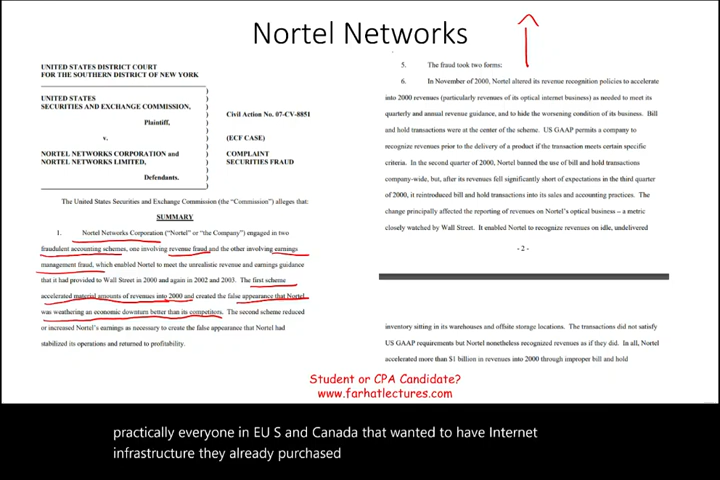 Nortel Networks
UNITED STATES DISTRICT COURT
FOR THE SOUTHERN DISTRICT OF NEW YORK
UNITED STATES
SECURITIES AND EXCHANGE COMMISSION,
Plaintiff,
v.
NORTEL NETWORKS CORPORATION and
NORTEL NETWORKS LIMITED,
Defendants.
Civil Action No. 07-CV-8851
(ECF CASE)
COMPLAINT
SECURITIES FRAUD
The United States Securities and Exchange Commission (the “Commission”) alleges that:
SUMMARY
1. Nortel Networks Corporation (“Nortel” or “the Company”) engaged in two
fraudulent accounting schemes, one involving revenue fraud and the other involving earnings
management fraud, which enabled Nortel to meet the unrealistic revenue and earnings guidance
that it had provided to Wall Street in 2000 and again in 2002 and 2003. The first scheme
accelerated material amounts of revenues into 2000 and created the false appearance that Nortel
was weathering an economic downturn better than its competitors. The second scheme reduced
or increased Nortel’s earnings as necessary to create the false appearance that Nortel had
stabilized its operations and returned to profitability.
5. The fraud took two forms:
6. In November of 2000, Nortel altered its revenue recognition policies to accelerate
into 2000 revenues (particularly revenues of its optical internet business) as needed to meet its
quarterly and annual revenue guidance, and to hide the worsening condition of its business. Bill
and hold transactions were at the center of the scheme. US GAAP permits a company to
recognize revenues prior to the delivery of a product if the transaction meets certain specific
criteria. In the second quarter of 2000, Nortel banned the use of bill and hold transactions
company-wide, but, after its revenues fell significantly short of expectations in the third quarter
of 2000, it reintroduced bill and hold transactions into its sales and accounting practices. The
change principally affected the reporting of revenues on Nortel’s optical business – a metric
closely watched by Wall Street. It enabled Nortel to recognize revenues on idle, undelivered
- 2 -
inventory sitting in its warehouses and offsite storage locations. The transactions did not satisfy
US GAAP requirements but Nortel nonetheless recognized revenues as if they did. In all, Nortel
accelerated more than $1 billion in revenues into 2000 through improper bill and hold
Student or CPA Candidate?
www.farhatlectures.com
practically everyone in EU S and Canada that wanted to have Internet
infrastructure they already purchased